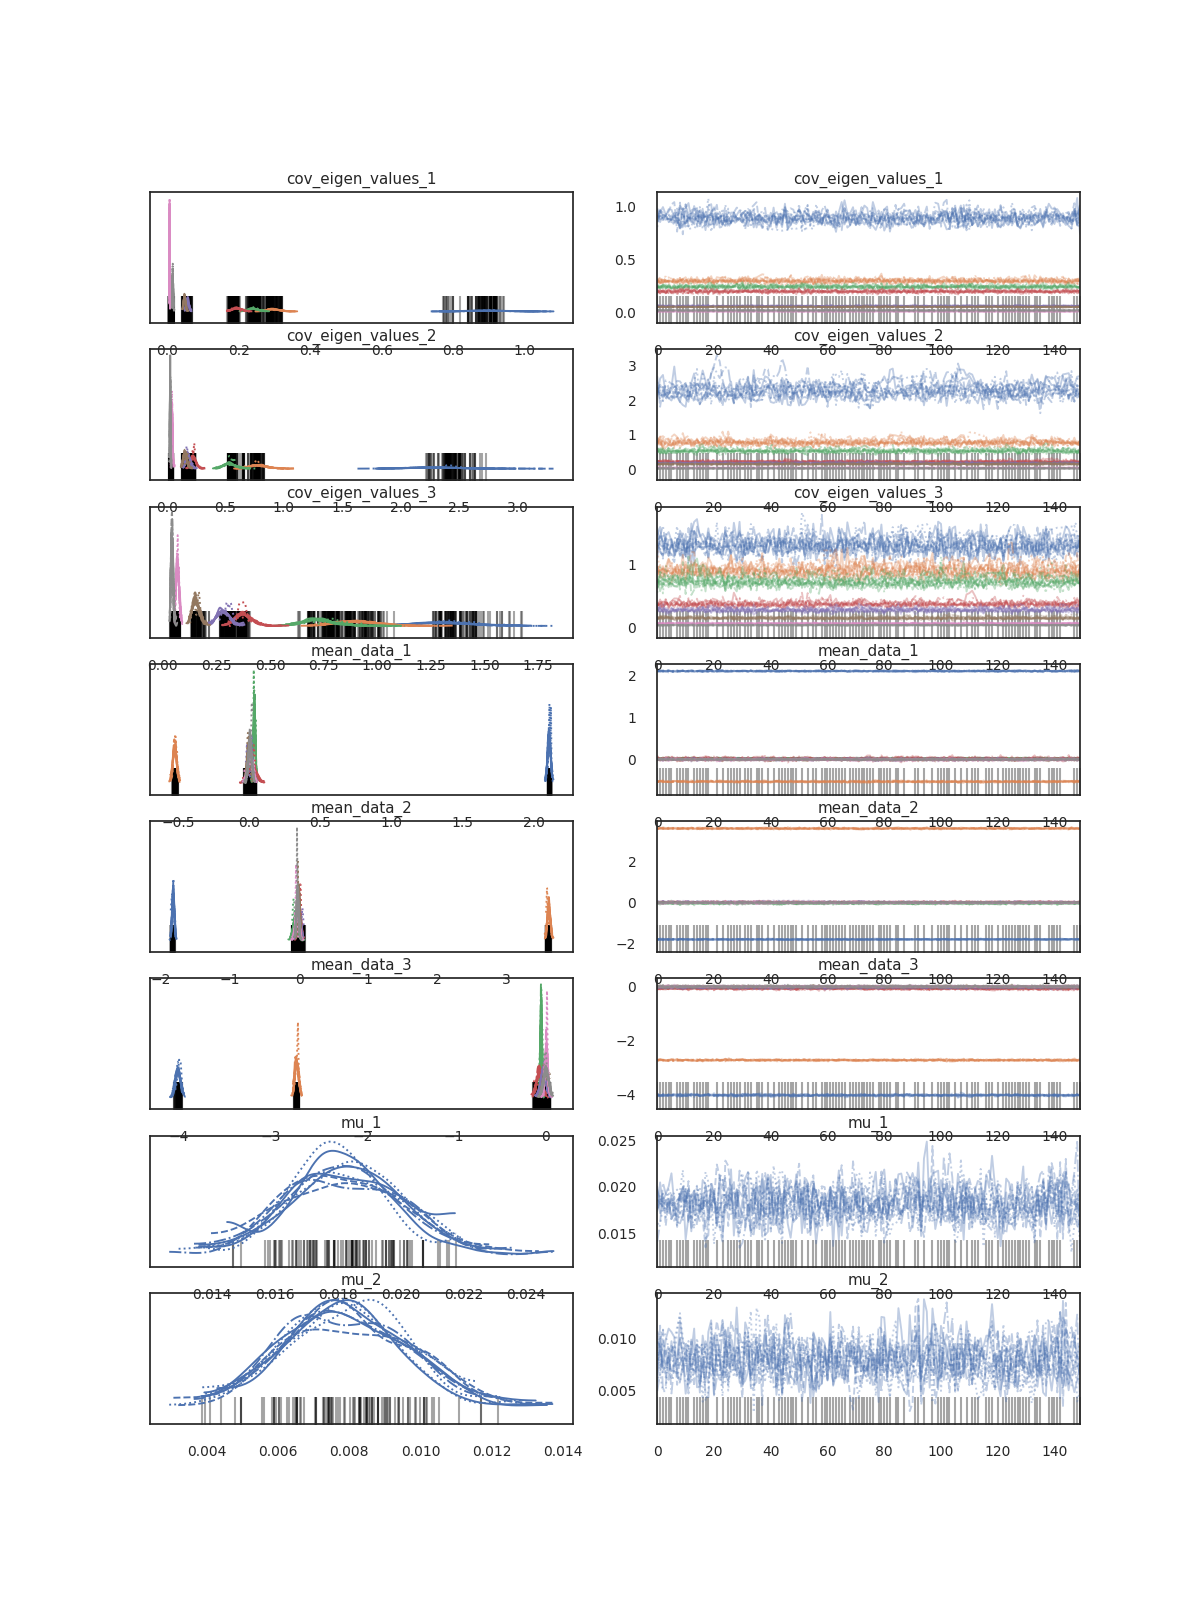 cov_eigen_values_1 cov_eigen_values_1
1.0
0.5
0.0
0.0 0.2 0.4 0.6 0.8 1.0 0 20 40 60 80 100 120 140
cov_eigen_values_2 cov_eigen_values_2
3
2
1
0
0.0 0.5 1.0 1.5 2.0 2.5 3.0 0 20 40 60 80 100 120 140
cov_eigen_values_3 cov_eigen_values_3
1
0
0.00 0.25 0.50 0.75 1.00 1.25 1.50 1.75 0 20 40 60 80 100 120 140
mean_data_1 mean_data_1
2
1
0
−0.5 0.0 0.5 1.0 1.5 2.0 0 20 40 60 80 100 120 140
mean_data_2 mean_data_2
2
0
−2
−2 −1 0 1 2 3 0 20 40 60 80 100 120 140
mean_data_3 mean_data_3
0
−2
−4
−4 −3 −2 −1 0 0 20 40 60 80 100 120 140
mu_1 mu_1
0.025
0.020
0.015
0.014 0.016 0.018 0.020 0.022 0.024 0 20 40 60 80 100 120 140
mu_2 mu_2
0.010
0.005
0.004 0.006 0.008 0.010 0.012 0.014 0 20 40 60 80 100 120 140